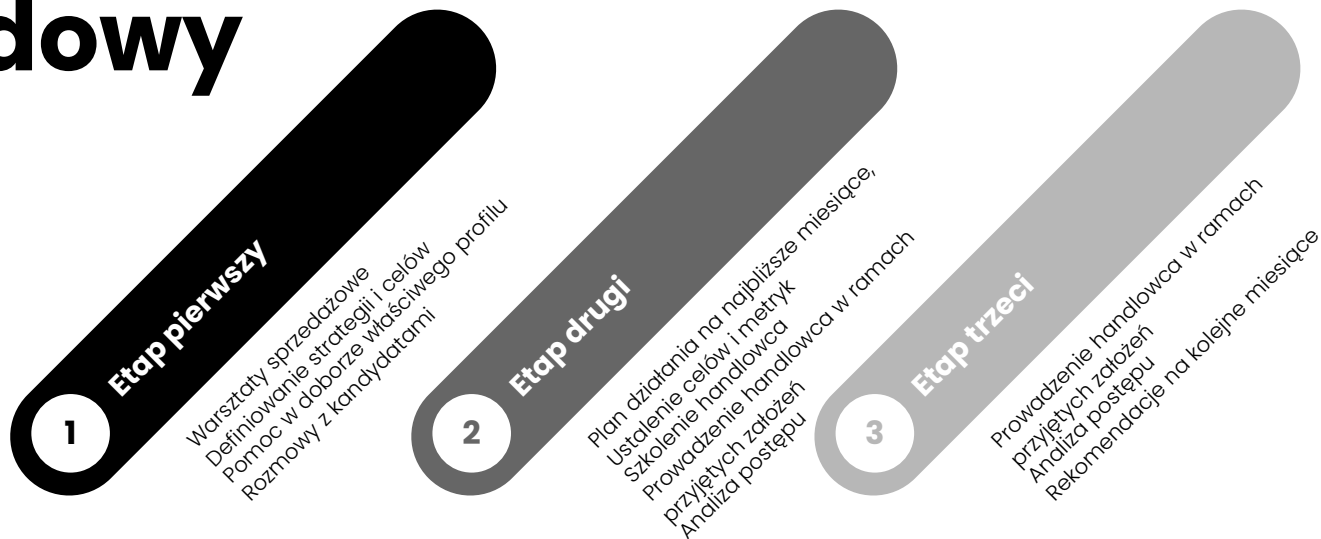 dowy
1
Etap pierwszy
Warsztaty sprzedażowe
Definiowanie strategii i celów
Pomoc w doborze właściwego profilu
Rozmowy z kandydatami
2
Etap drugi
Plan działania na najbliższe miesiące,
Ustalenie celów i metryk
Szkolenie handlowca
Prowadzenie handlowca w ramach
przyjętych założeń
Analiza postępu
3
Etap trzeci
Prowadzenie handlowca w ramach
przyjętych założeń
Analiza postępu
Rekomendacje na kolejne miesiące